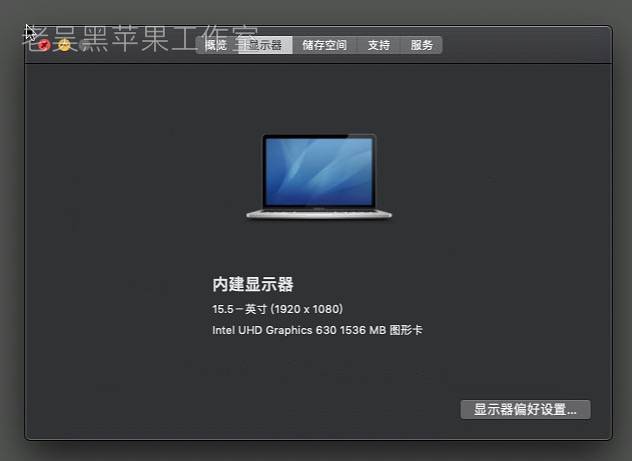 老吴黑苹果工作室
概览 显示器 储存空间 支持 服务
内建显示器
15.5-英寸 (1920 x 1080)
Intel UHD Graphics 630 1536 MB 图形卡
显示器偏好设置...